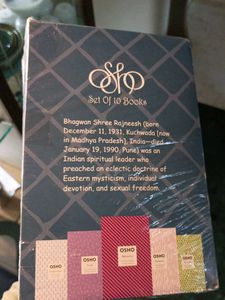 Osho
Set Of 10 Books
Bhagwan Shree Rajneesh (born
December 11, 1931, Kuchwada [now
in Madhya Pradesh], India—died
January 19, 1990, Pune) was an
Indian spiritual leader who
preached an eclectic doctrine of
Eastern mysticism, individual
devotion, and sexual freedom.
OSHO
OSHO
OSHO
OSHO